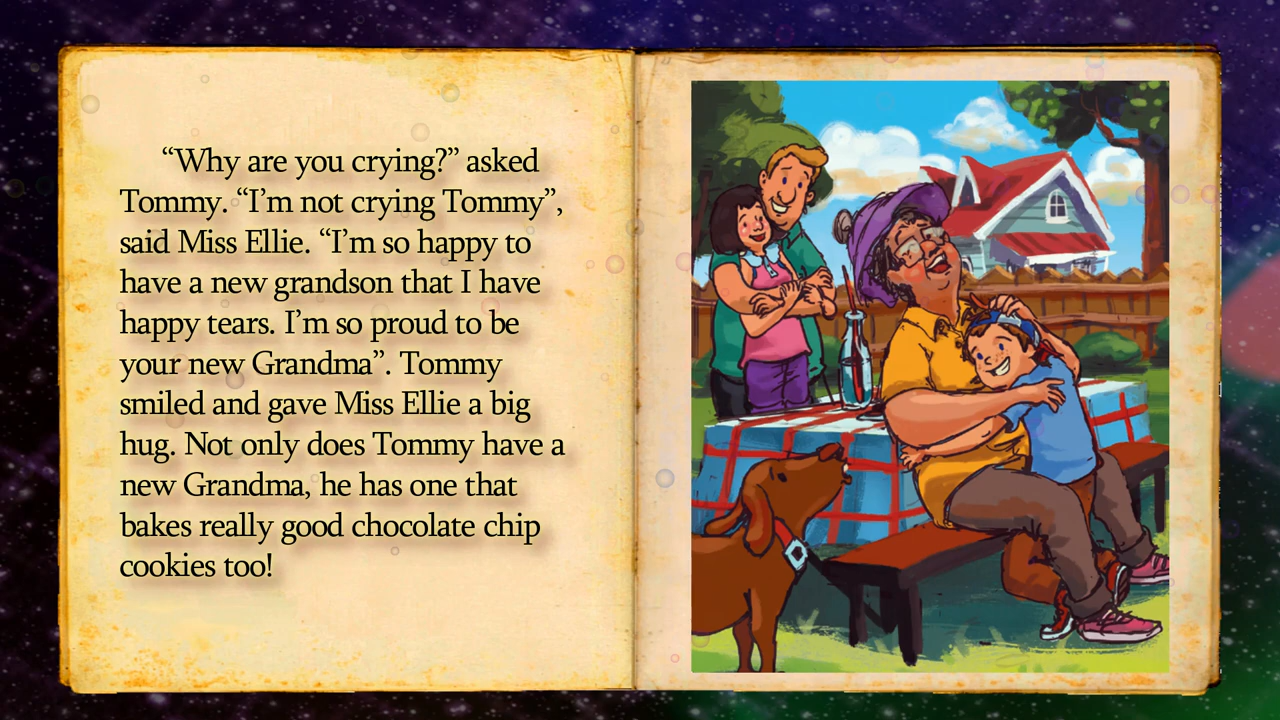 “Why are you crying?” asked
Tommy. “I’m not crying Tommy”,
said Miss Ellie. “I’m so happy to
have a new grandson that I have
happy tears. I’m so proud to be
your new Grandma”. Tommy
smiled and gave Miss Ellie a big
hug. Not only does Tommy have a
new Grandma, he has one that
bakes really good chocolate chip
cookies too!